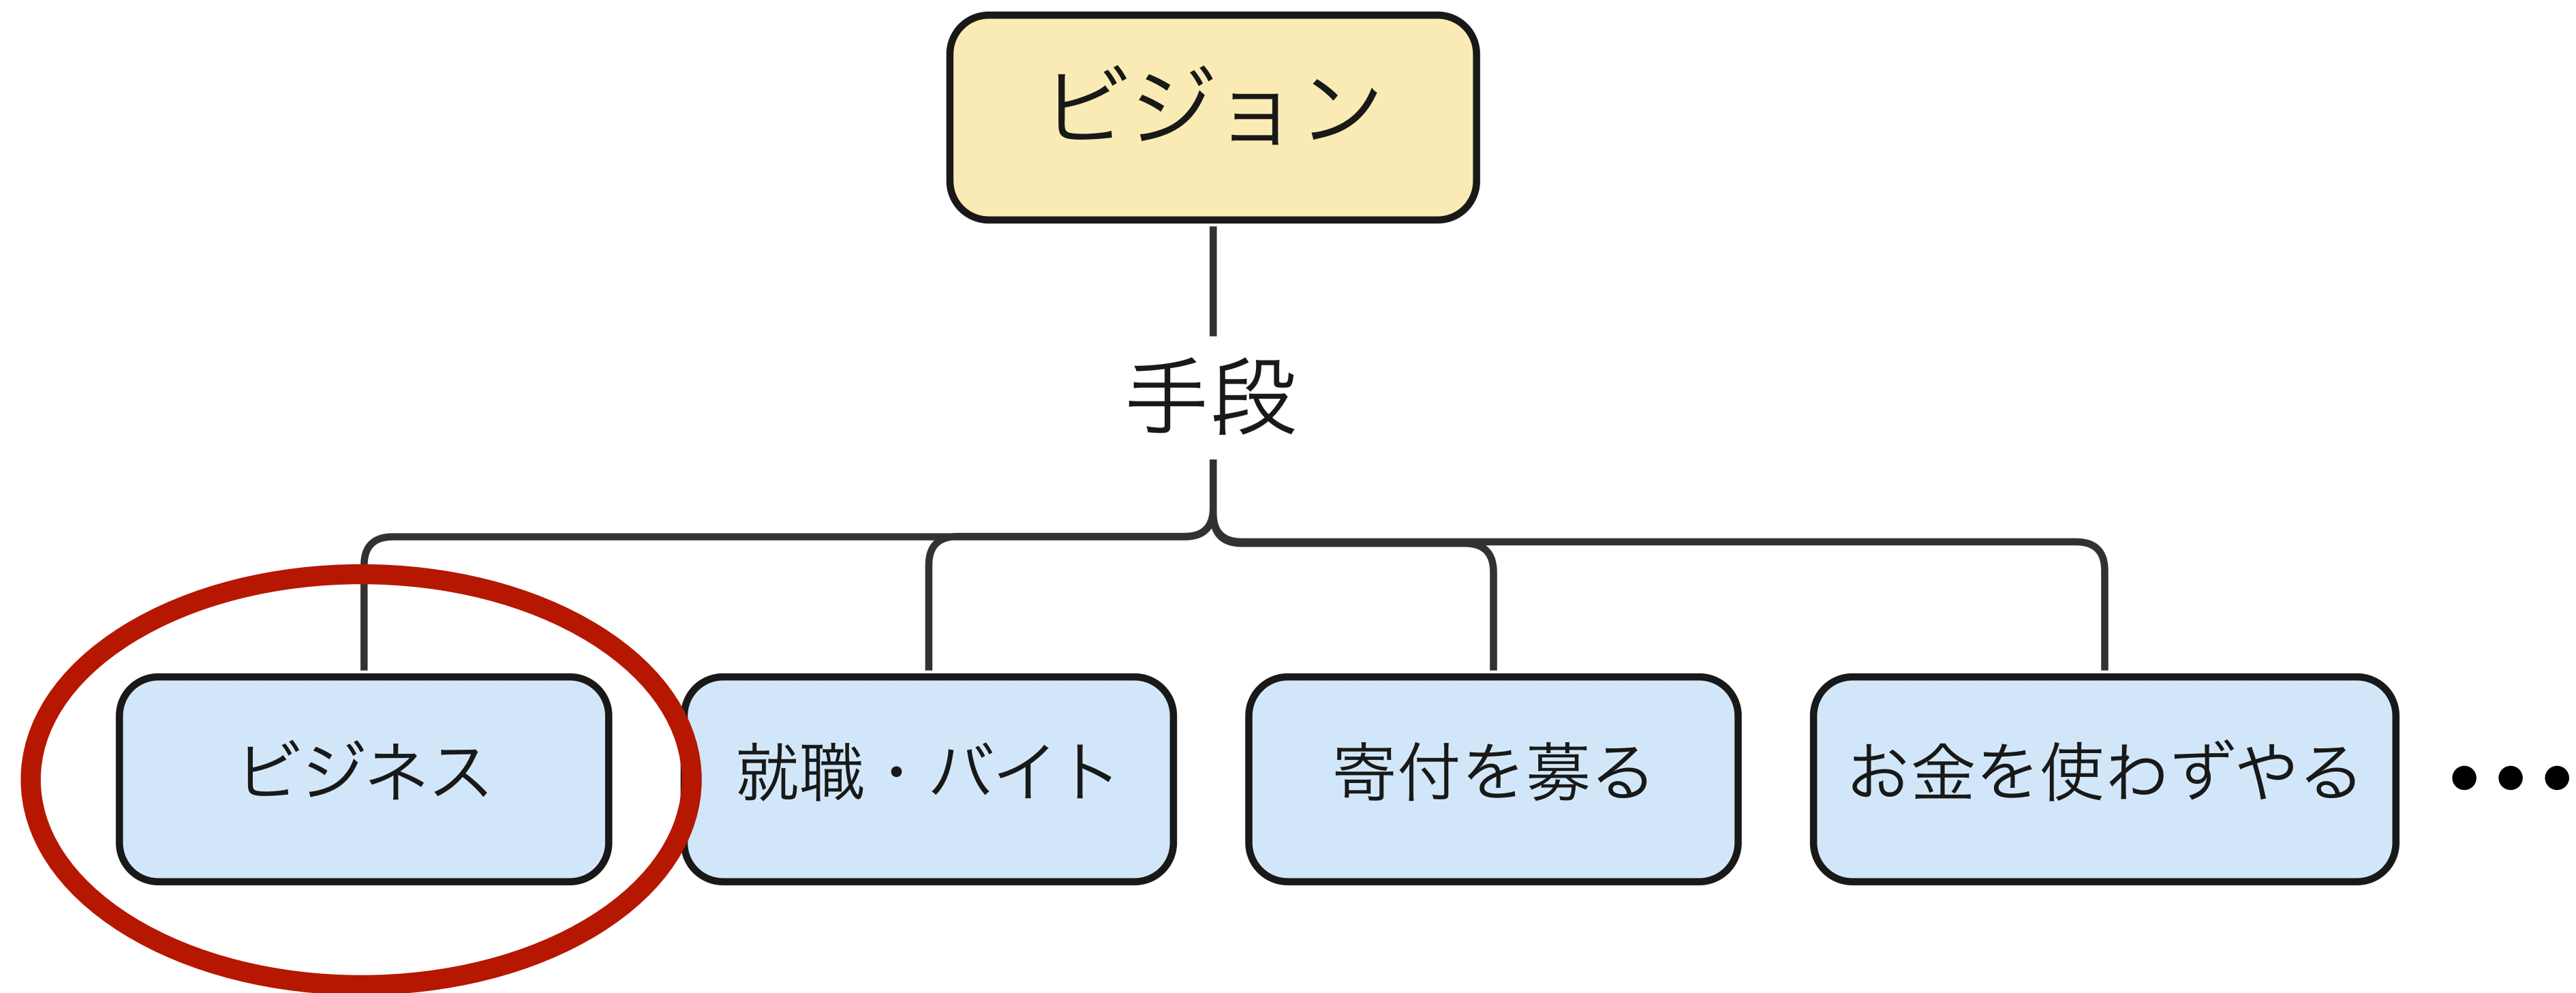 ビジョン
手段
ビジネス
就職・バイト
寄付を募る
お金を使わずやる
•••